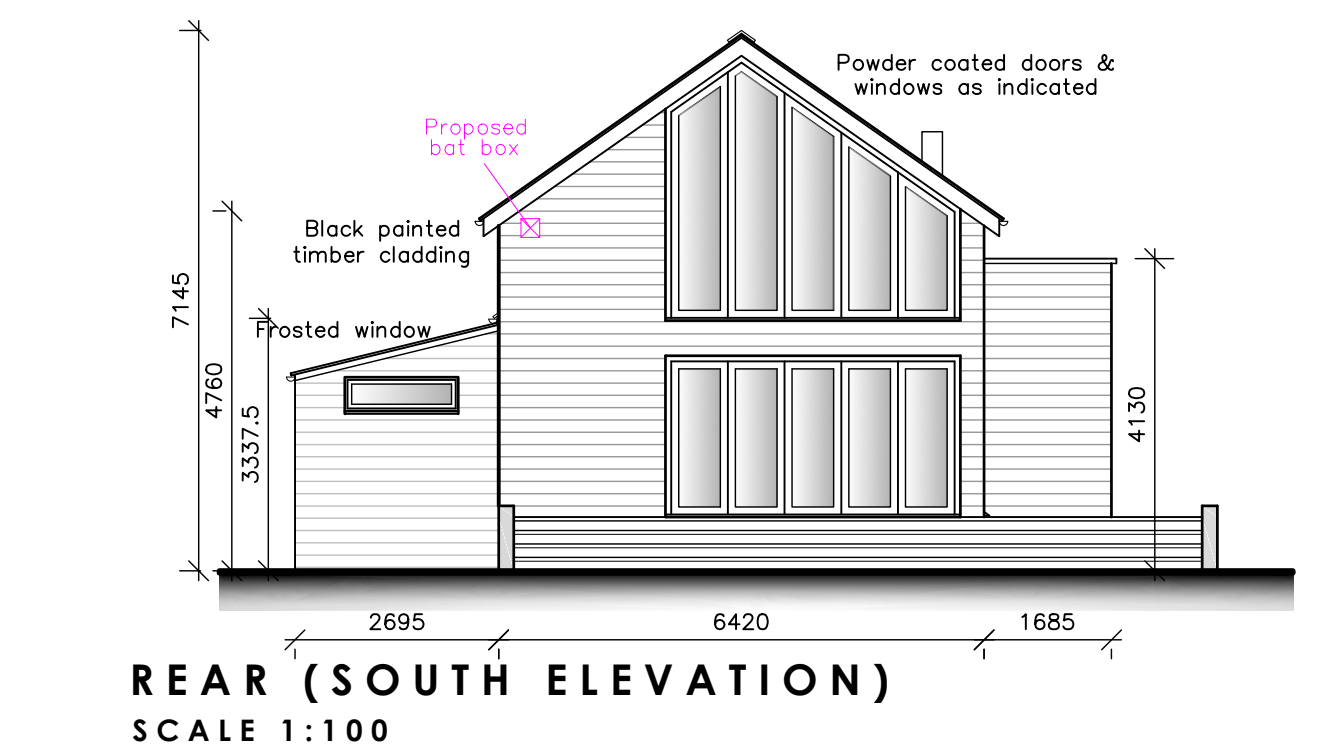 Powder coated doors &
windows as indicated
Proposed
bat box
Black painted
timber cladding
Frosted window
7145
4760
3337.5
4130
2695
6420
1685
REAR (SOUTH ELEVATION)
SCALE 1:100